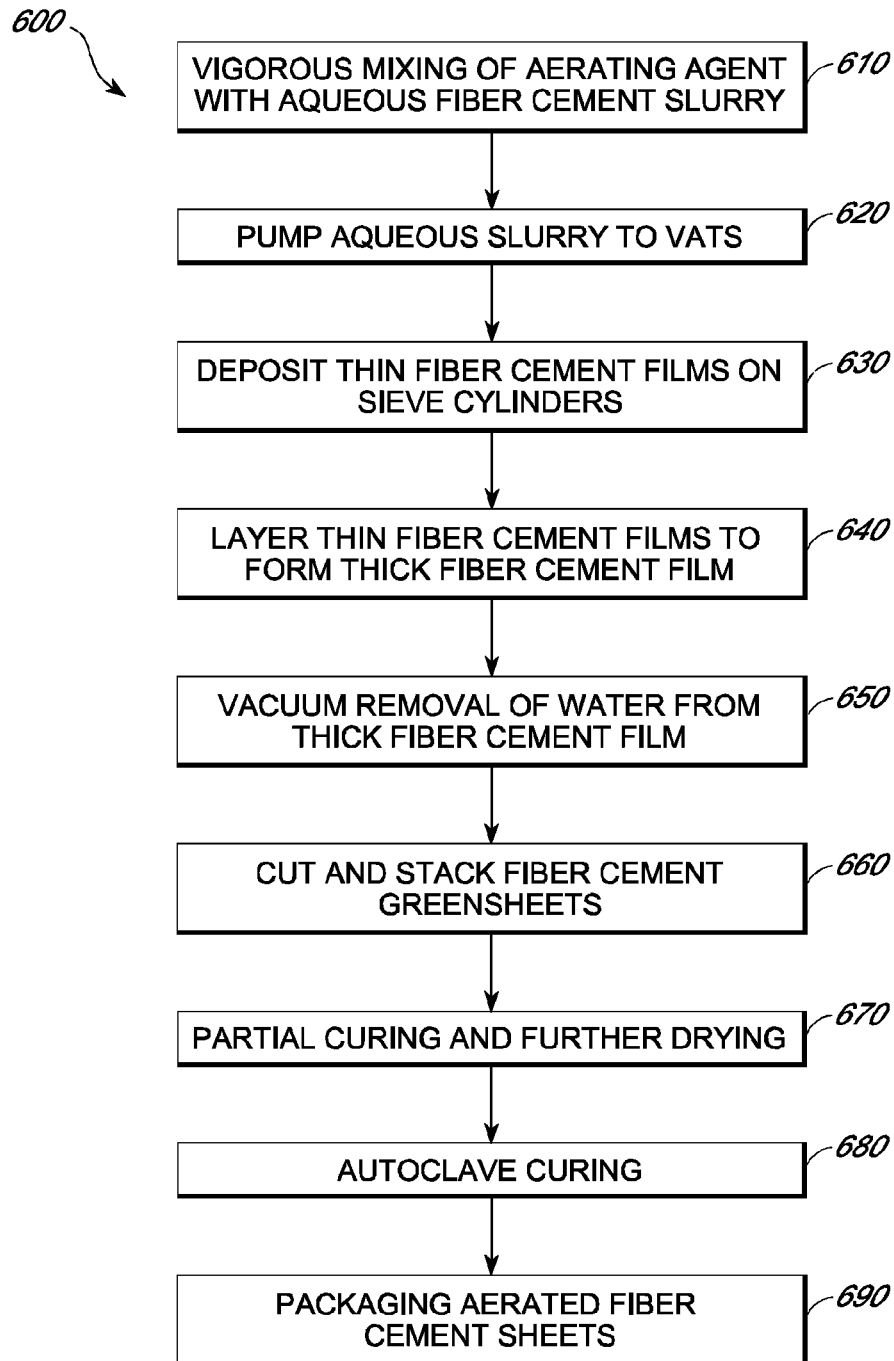 600
VIGOROUS MIXING OF AERATING AGENT
WITH AQUEOUS FIBER CEMENT SLURRY
610
PUMP AQUEOUS SLURRY TO VATS
620
DEPOSIT THIN FIBER CEMENT FILMS ON
SIEVE CYLINDERS
630
LAYER THIN FIBER CEMENT FILMS TO
FORM THICK FIBER CEMENT FILM
640
VACUUM REMOVAL OF WATER FROM
THICK FIBER CEMENT FILM
650
CUT AND STACK FIBER CEMENT
GREENSHEETS
660
PARTIAL CURING AND FURTHER DRYING
670
AUTOCLAVE CURING
680
PACKAGING AERATED FIBER
CEMENT SHEETS
690